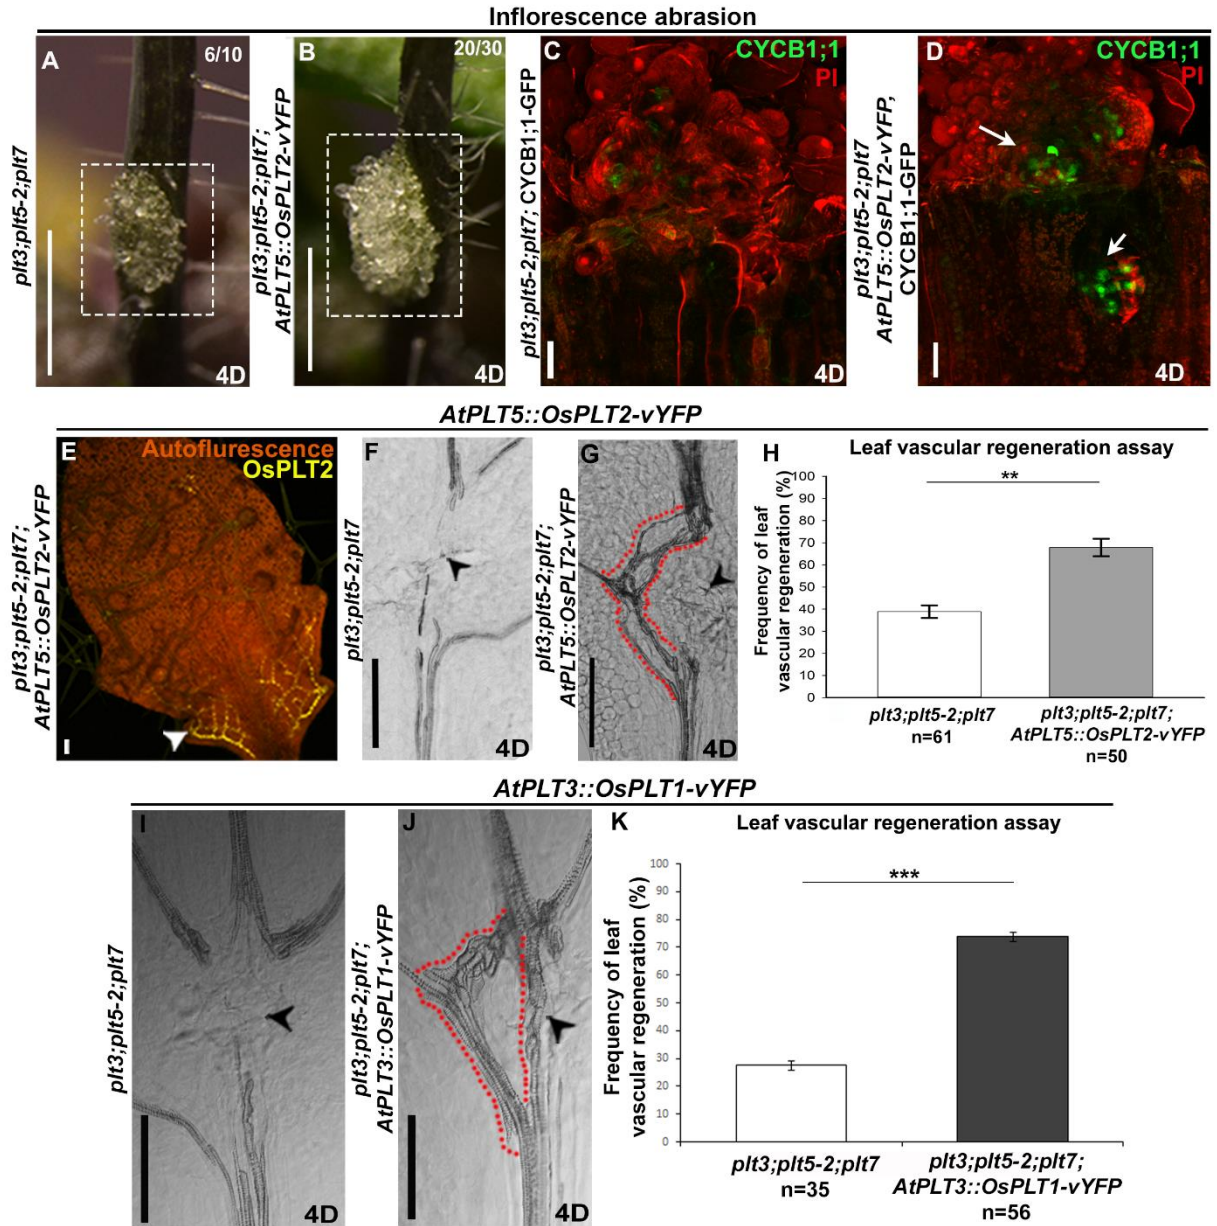 Inflorescence abrasion
A
6/10
plt3;plt5-2;plt7
4D
B
20/30
plt3;plt5-2;plt7;
AtPLT5::OsPLT2-vYFP
4D
C
CYCB1;1
PI
plt3;plt5-2;plt7; CYCB1;1-GFP
4D
D
CYCB1;1
PI
plt3;plt5-2;plt7
AtPLT5::OsPLT2-vYFP,
CYCB1;1-GFP
4D
AtPLT5::OsPLT2-vYFP
E
Autoflurescence
OsPLT2
plt3;plt5-2;plt7;
AtPLT5::OsPLT2-vYFP
F
plt3;plt5-2;plt7
4D
G
plt3;plt5-2;plt7;
AtPLT5::OsPLT2-vYFP
4D
H
Leaf vascular regeneration assay
Frequency of leaf
vascular regeneration (%)
100
90
80
70
60
50
40
30
20
10
0
**
plt3;plt5-2;plt7
n=61
plt3;plt5-2;plt7;
AtPLT5::OsPLT2-vYFP
n=50
AtPLT3::OsPLT1-vYFP
I
plt3;plt5-2;plt7
4D
J
plt3;plt5-2;plt7;
AtPLT3::OsPLT1-vYFP
4D
K
Leaf vascular regeneration assay
Frequency of leaf
vascular regeneration (%)
100
90
80
70
60
50
40
30
20
10
0
***
plt3;plt5-2;plt7
n=35
plt3;plt5-2;plt7;
AtPLT3::OsPLT1-vYFP
n=56